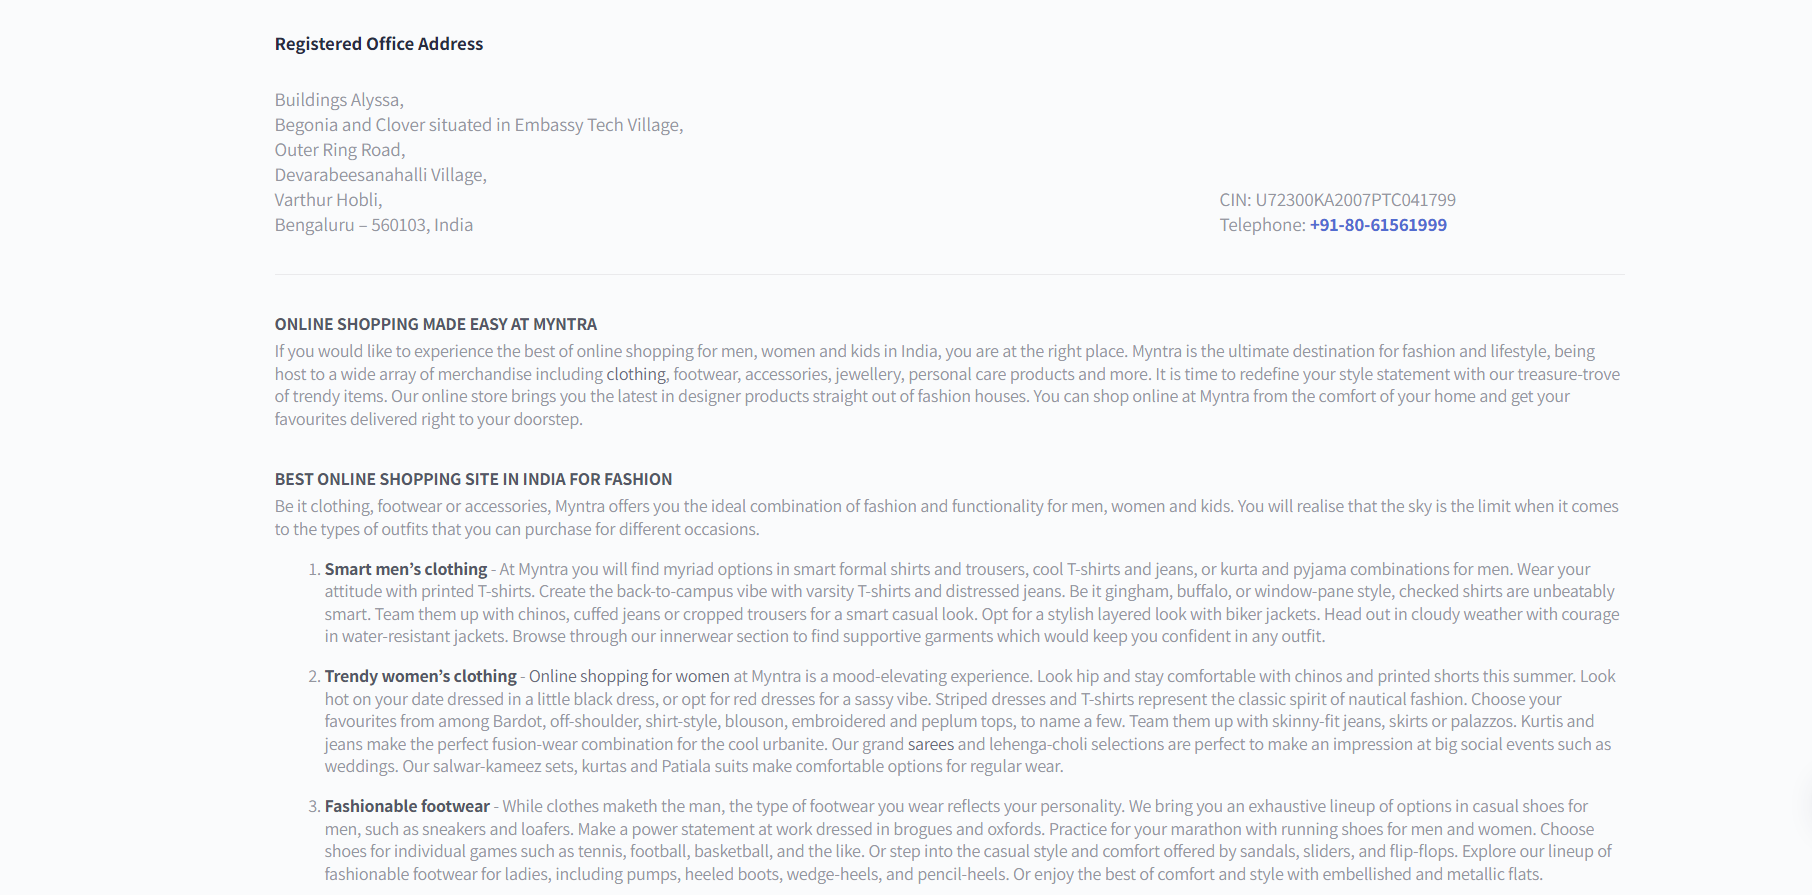 Registered Office Address
Buildings Alyssa,
Begonia and Clover situated in Embassy Tech Village,
Outer Ring Road,
Devarabeesanahalli Village,
Varthur Hobli,
Bengaluru – 560103, India
CIN: U72300KA2007PTC041799
Telephone: +91-80-61561999
ONLINE SHOPPING MADE EASY AT MYNTRA
If you would like to experience the best of online shopping for men, women and kids in India, you are at the right place. Myntra is the ultimate destination for fashion and lifestyle, being
host to a wide array of merchandise including clothing, footwear, accessories, jewellery, personal care products and more. It is time to redefine your style statement with our treasure-trove
of trendy items. Our online store brings you the latest in designer products straight out of fashion houses. You can shop online at Myntra from the comfort of your home and get your
favourites delivered right to your doorstep.
BEST ONLINE SHOPPING SITE IN INDIA FOR FASHION
Be it clothing, footwear or accessories, Myntra offers you the ideal combination of fashion and functionality for men, women and kids. You will realise that the sky is the limit when it comes
to the types of outfits that you can purchase for different occasions.
1. Smart men’s clothing - At Myntra you will find myriad options in smart formal shirts and trousers, cool T-shirts and jeans, or kurta and pyjama combinations for men. Wear your
attitude with printed T-shirts. Create the back-to-campus vibe with varsity T-shirts and distressed jeans. Be it gingham, buffalo, or window-pane style, checked shirts are unbeatably
smart. Team them up with chinos, cuffed jeans or cropped trousers for a smart casual look. Opt for a stylish layered look with biker jackets. Head out in cloudy weather with courage
in water-resistant jackets. Browse through our innerwear section to find supportive garments which would keep you confident in any outfit.
2. Trendy women’s clothing - Online shopping for women at Myntra is a mood-elevating experience. Look hip and stay comfortable with chinos and printed shorts this summer. Look
hot on your date dressed in a little black dress, or opt for red dresses for a sassy vibe. Striped dresses and T-shirts represent the classic spirit of nautical fashion. Choose your
favourites from among Bardot, off-shoulder, shirt-style, blouson, embroidered and peplum tops, to name a few. Team them up with skinny-fit jeans, skirts or palazzos. Kurtis and
jeans make the perfect fusion-wear combination for the cool urbanite. Our grand sarees and lehenga-choli selections are perfect to make an impression at big social events such as
weddings. Our salwar-kameez sets, kurtas and Patiala suits make comfortable options for regular wear.
3. Fashionable footwear - While clothes maketh the man, the type of footwear you wear reflects your personality. We bring you an exhaustive lineup of options in casual shoes for
men, such as sneakers and loafers. Make a power statement at work dressed in brogues and oxfords. Practice for your marathon with running shoes for men and women. Choose
shoes for individual games such as tennis, football, basketball, and the like. Or step into the casual style and comfort offered by sandals, sliders, and flip-flops. Explore our lineup of
fashionable footwear for ladies, including pumps, heeled boots, wedge-heels, and pencil-heels. Or enjoy the best of comfort and style with embellished and metallic flats.